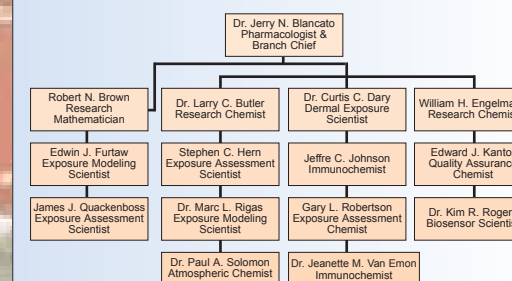 Dr. Jerry N. Blancato
Pharmacologist &
Branch Chief
Robert N. Brown
Research
Mathematician
Dr. Larry C. Butler
Research Chemist
Dr. Curtis C. Dary
Dermal Exposure
Scientist
William H. Engelma
Research Chemis
Edwin J. Furtaw
Exposure Modeling
Scientist
Stephen C. Hern
Exposure Assessment
Scientist
Jeffre C. Johnson
Immunochemist
Edward J. Kanto
Quality Assuranc
Chemist
James J. Quackenboss
Exposure Assessment
Scientist
Dr. Marc L. Rigas
Exposure Modeling
Scientist
Gary L. Robertson
Exposure Assessment
Chemist
Dr. Kim R. Roger
Biosensor Scientis
Dr. Paul A. Solomon
Atmospheric Chemist
Dr. Jeanette M. Van Emon
Immunochemist